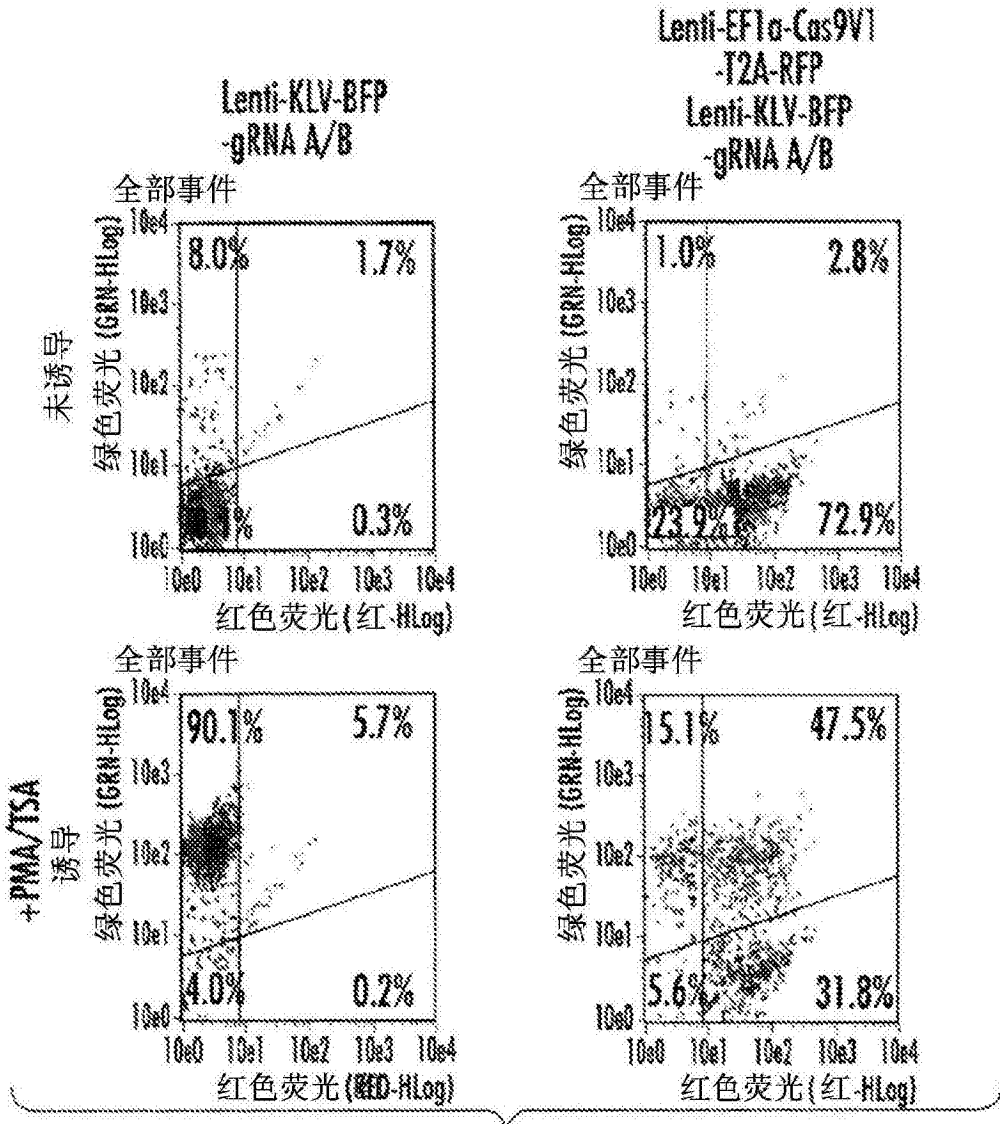 Lenti-KLV-BFP
-gRNA A/B
Lenti-EF1a-Cas9V1
-T2A-RFP
Lenti-KLV-BFP
-gRNA A/B
未诱导
全部事件
绿色荧光 (GRN-HLog)
10e4
10e3
10e2
10e1
10e0
8.0%
1.7%
%
0.3%
10e0 10e1 10e2 10e3 10e4
红色荧光(红-HLog)
全部事件
绿色荧光 (GRN-HLog)
10e4
10e3
10e2
10e1
10e0
1.0%
2.8%
23.9%
72.9%
10e0 10e1 10e2 10e3 10e4
红色荧光(红-HLog)
+PMA/TSA
诱导
全部事件
绿色荧光 (GRN-HLog)
10e4
10e3
10e2
10e1
10e0
90.1%
5.7%
4.0%
0.2%
10e0 10e1 10e2 10e3 10e4
红色荧光(RED-HLog)
全部事件
绿色荧光 (GRN-HLog)
10e4
10e3
10e2
10e1
10e0
15.1%
47.5%
5.6%
31.8%
10e0 10e1 10e2 10e3 10e4
红色荧光(红-HLog)